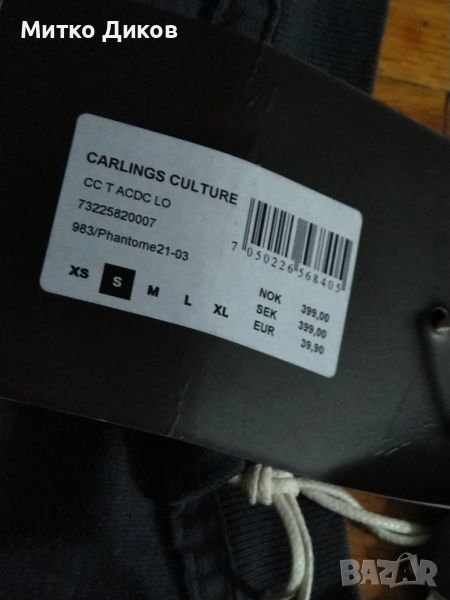 Митко Диков
CARLINGS CULTURE
CC T ACDC LO
73225820007
983/Phantome21-03
XS S M L XL
7 050226 568405
NOK 399,00
SEK 399,00
EUR 39,90
BAZAR